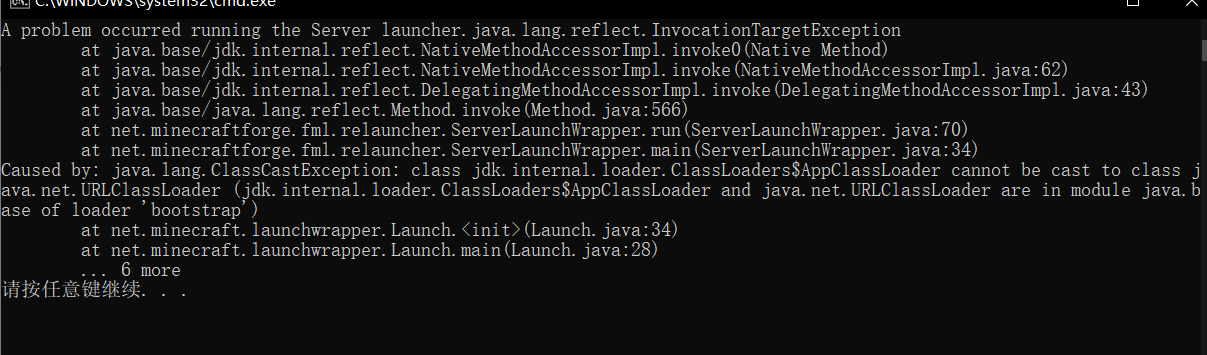 C:\WINDOWS\system32\cmd.exe
A problem occurred running the Server launcher.java.lang.reflect.InvocationTargetException
at java.base/jdk.internal.reflect.NativeMethodAccessorImpl.invoke0(Native Method)
at java.base/jdk.internal.reflect.NativeMethodAccessorImpl.invoke(NativeMethodAccessorImpl.java:62)
at java.base/jdk.internal.reflect.DelegatingMethodAccessorImpl.invoke(DelegatingMethodAccessorImpl.java:43)
at java.base/java.lang.reflect.Method.invoke(Method.java:566)
at net.minecraftforge.fml.relauncher.ServerLaunchWrapper.run(ServerLaunchWrapper.java:70)
at net.minecraftforge.fml.relauncher.ServerLaunchWrapper.main(ServerLaunchWrapper.java:34)
Caused by: java.lang.ClassCastException: class jdk.internal.loader.ClassLoaders$AppClassLoader cannot be cast to class j
ava.net.URLClassLoader (jdk.internal.loader.ClassLoaders$AppClassLoader and java.net.URLClassLoader are in module java.b
ase of loader 'bootstrap')
at net.minecraft.launchwrapper.Launch.<init>(Launch.java:34)
at net.minecraft.launchwrapper.Launch.main(Launch.java:28)
... 6 more
请按任意键继续. . .